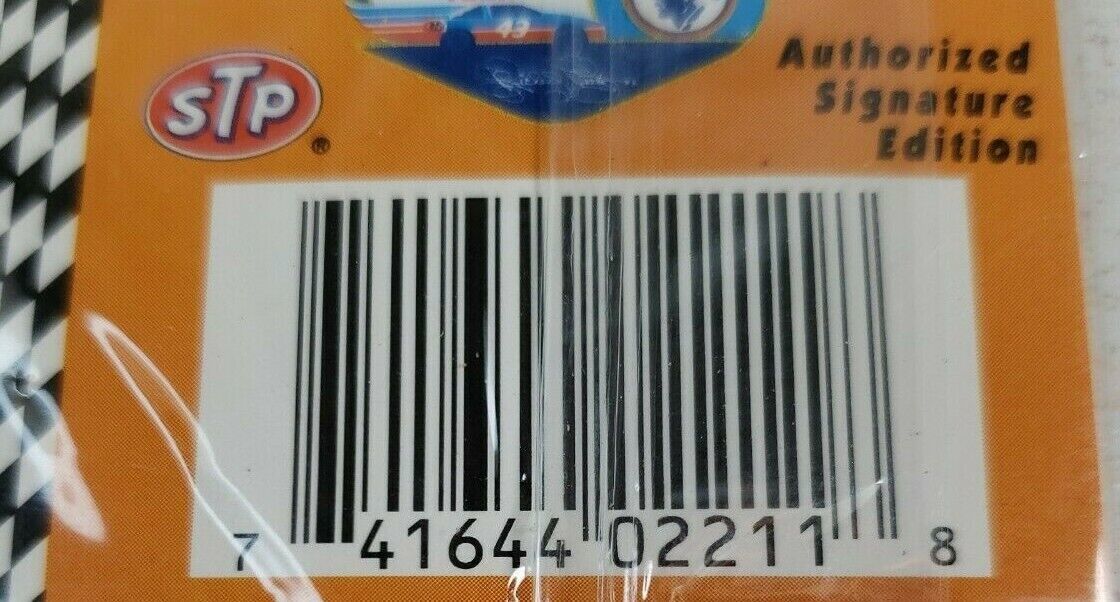 43
Authorized
Signature
Edition
STP®
7 41644 02211 8